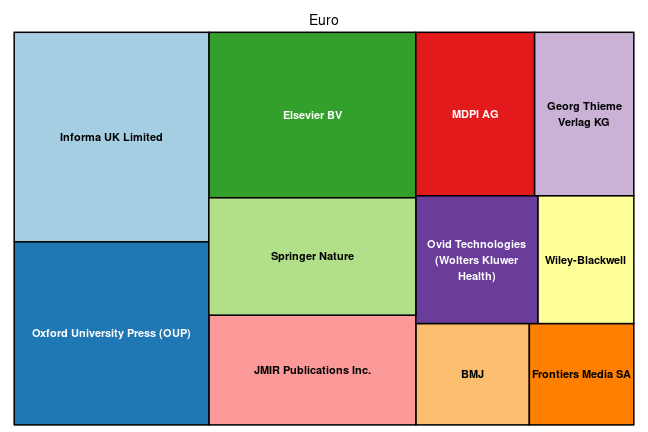 Euro
Informa UK Limited
Oxford University Press (OUP)
Elsevier BV
Springer Nature
JMIR Publications Inc.
MDPI AG
Georg Thieme
Verlag KG
Ovid Technologies
(Wolters Kluwer
Health)
Wiley-Blackwell
BMJ
Frontiers Media SA